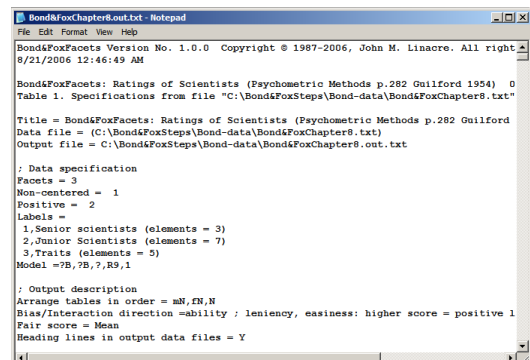 Bond&FoxChapter8.out.txt - Notepad
File Edit Format View Help
Bond&FoxFacets Version No. 1.0.0 Copyright © 1987-2006, John M. Linacre. All right
8/21/2006 12:46:49 AM
Bond&FoxFacets: Ratings of Scientists (Psychometric Methods p.282 Guilford 1954) 0
Table 1. Specifications from file "C:\Bond&FoxSteps\Bond-data\Bond&FoxChapter8.txt"
Title = Bond&FoxFacets: Ratings of Scientists (Psychometric Methods p.282 Guilford
Data file = (C:\Bond&FoxSteps\Bond-data\Bond&FoxChapter8.txt)
Output file = C:\Bond&FoxSteps\Bond-data\Bond&FoxChapter8.out.txt
; Data specification
Facets = 3
Non-centered = 1
Positive = 2
Labels =
1,Senior scientists (elements = 3)
2,Junior Scientists (elements = 7)
3,Traits (elements = 5)
Model =?B,?B,?,R9,1
; Output description
Arrange tables in order = mN,fN,N
Bias/Interaction direction =ability ; leniency, easiness: higher score = positive l
Fair score = Mean
Heading lines in output data files = Y